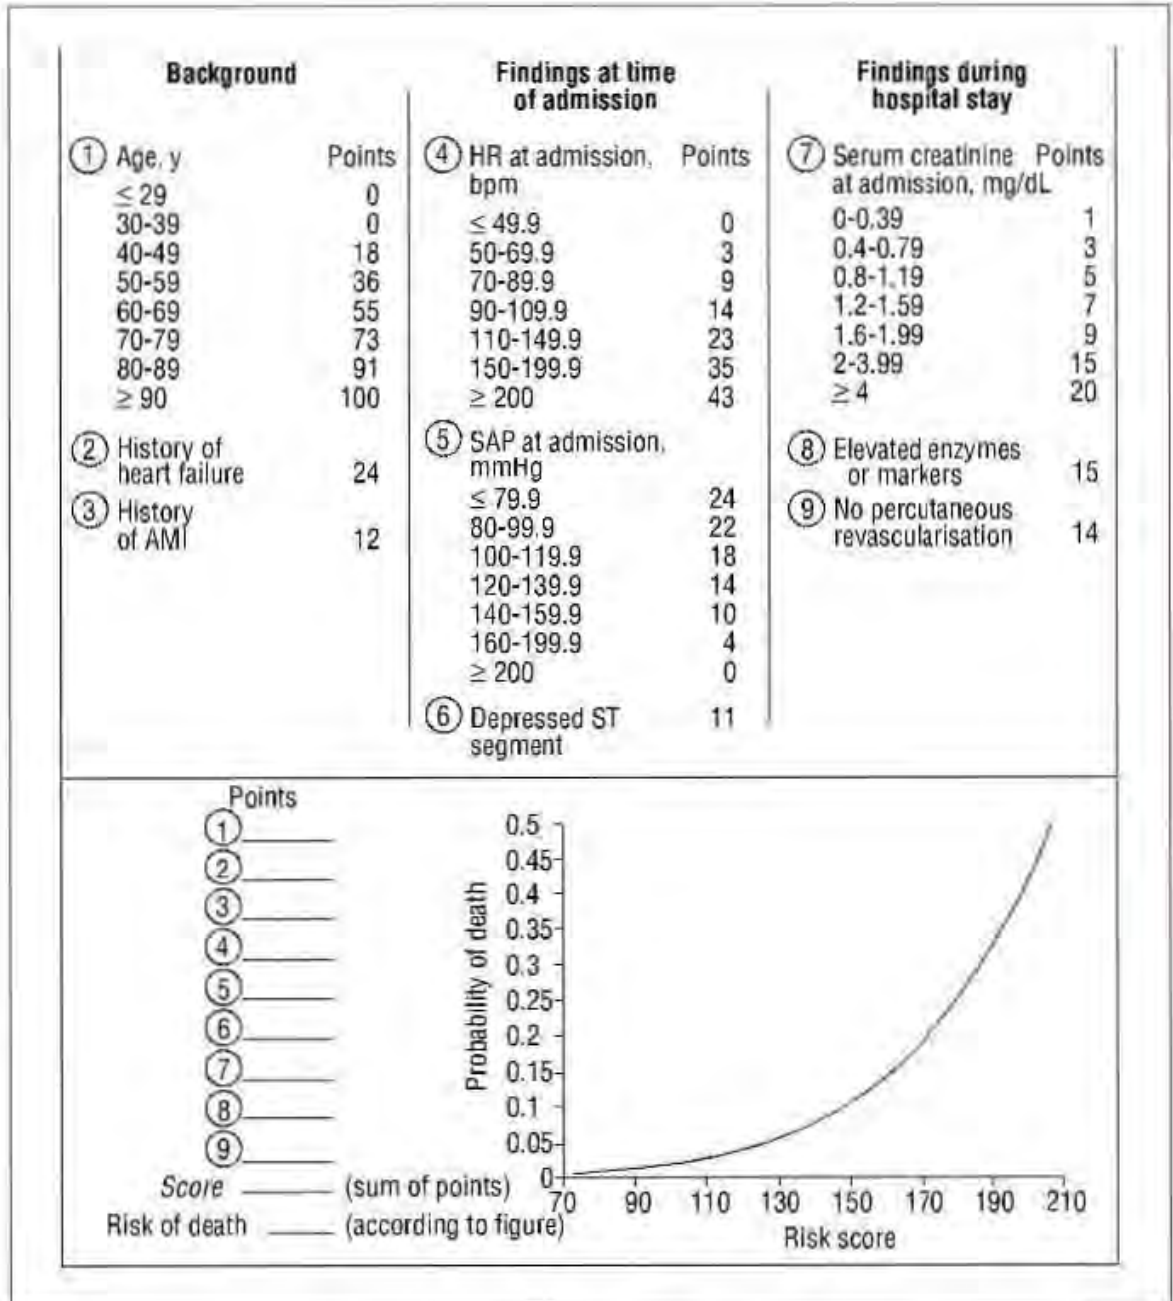 Background
① Age, y Points
≤ 29 0
30-39 0
40-49 18
50-59 36
60-69 55
70-79 73
80-89 91
≥ 90 100
② History of
heart failure 24
③ History
of AMI 12
Findings at time
of admission
④ HR at admission, Points
bpm
≤ 49.9 0
50-69.9 3
70-89.9 9
90-109.9 14
110-149.9 23
150-199.9 35
≥ 200 43
⑤ SAP at admission,
mmHg
≤ 79.9 24
80-99.9 22
100-119.9 18
120-139.9 14
140-159.9 10
160-199.9 4
≥ 200 0
⑥ Depressed ST 11
segment
Findings during
hospital stay
⑦ Serum creatinine Points
at admission, mg/dL
0-0.39 1
0.4-0.79 3
0.8-1.19 5
1.2-1.59 7
1.6-1.99 9
2-3.99 15
≥ 4 20
⑧ Elevated enzymes
or markers 15
⑨ No percutaneous
revascularisation 14
Points
①
②
③
④
⑤
⑥
⑦
⑧
⑨
Score (sum of points)
Risk of death (according to figure)
Probability of death
0.5
0.45
0.4
0.35
0.3
0.25
0.2
0.15
0.1
0.05
0
70 90 110 130 150 170 190 210
Risk score